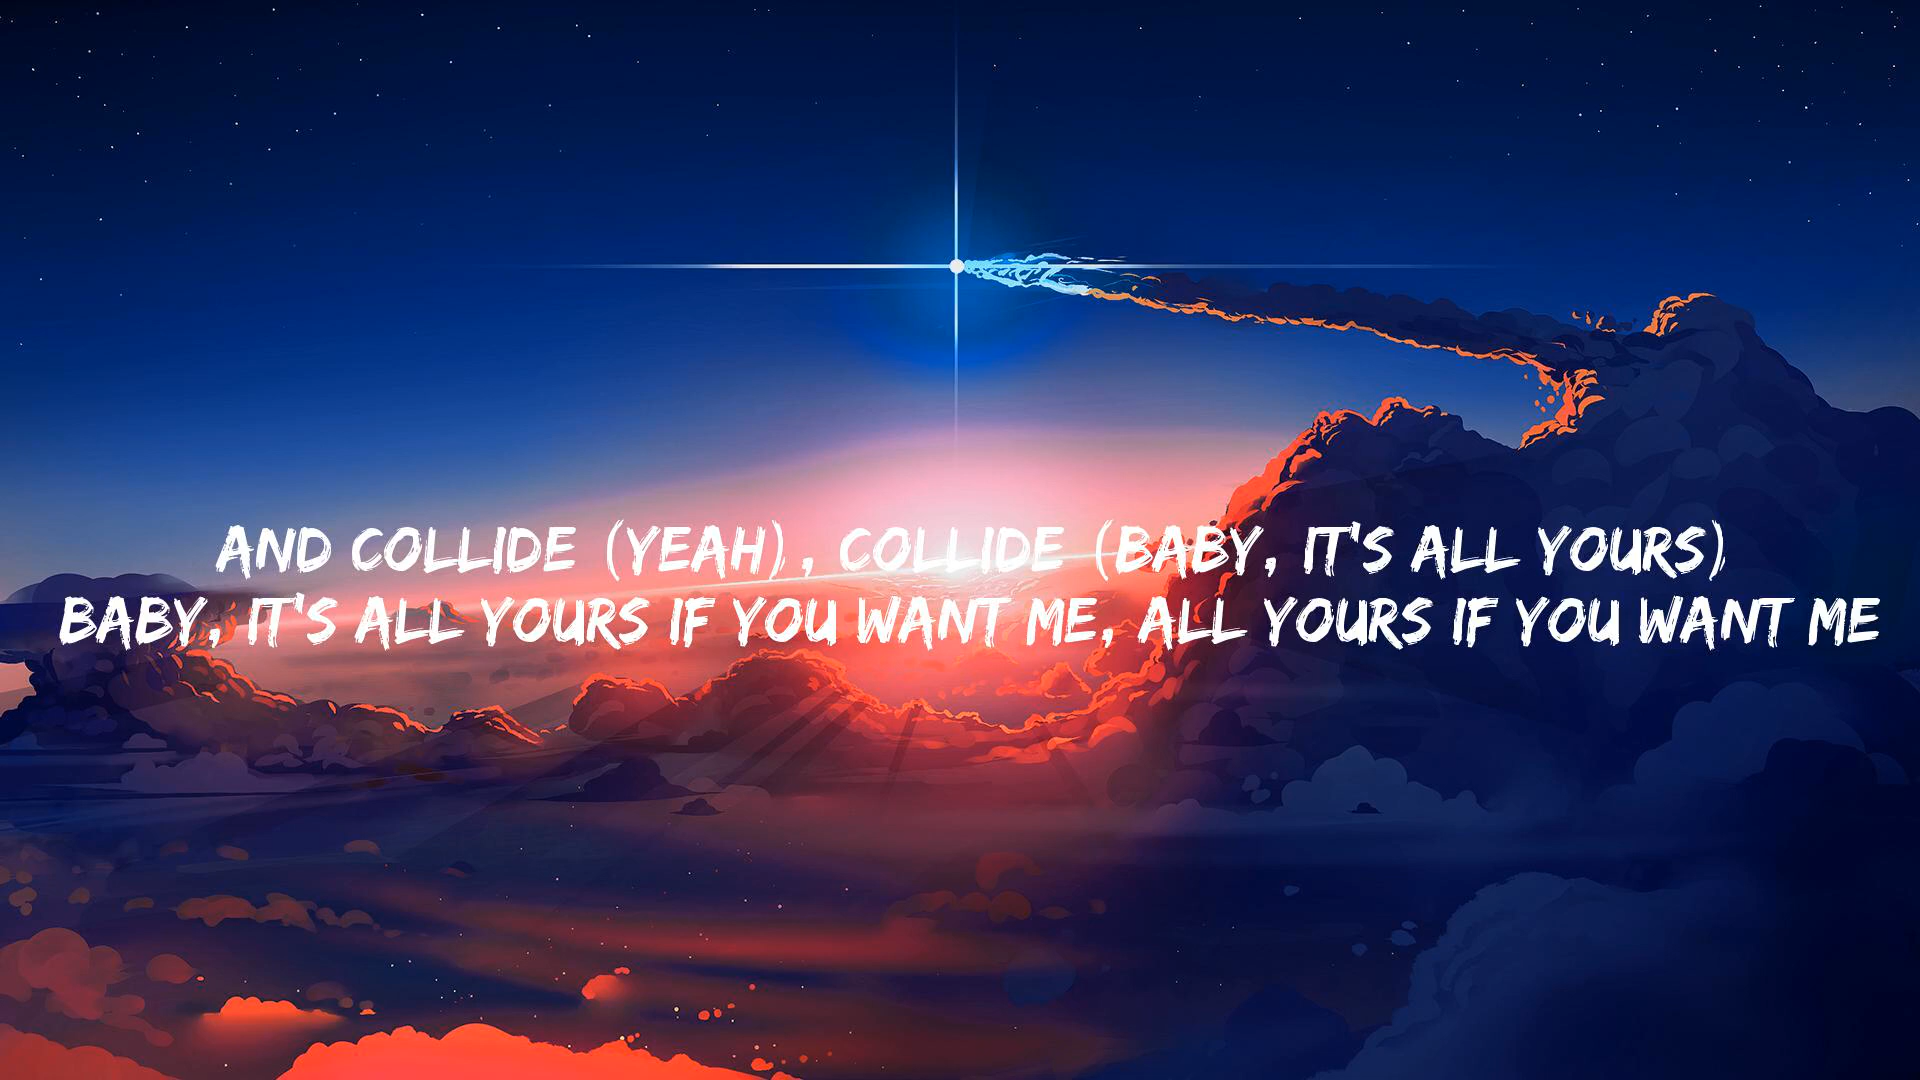 AND COLLIDE (YEAH), COLLIDE (BABY, IT'S ALL YOURS)
BABY, IT'S ALL YOURS IF YOU WANT ME, ALL YOURS IF YOU WANT ME